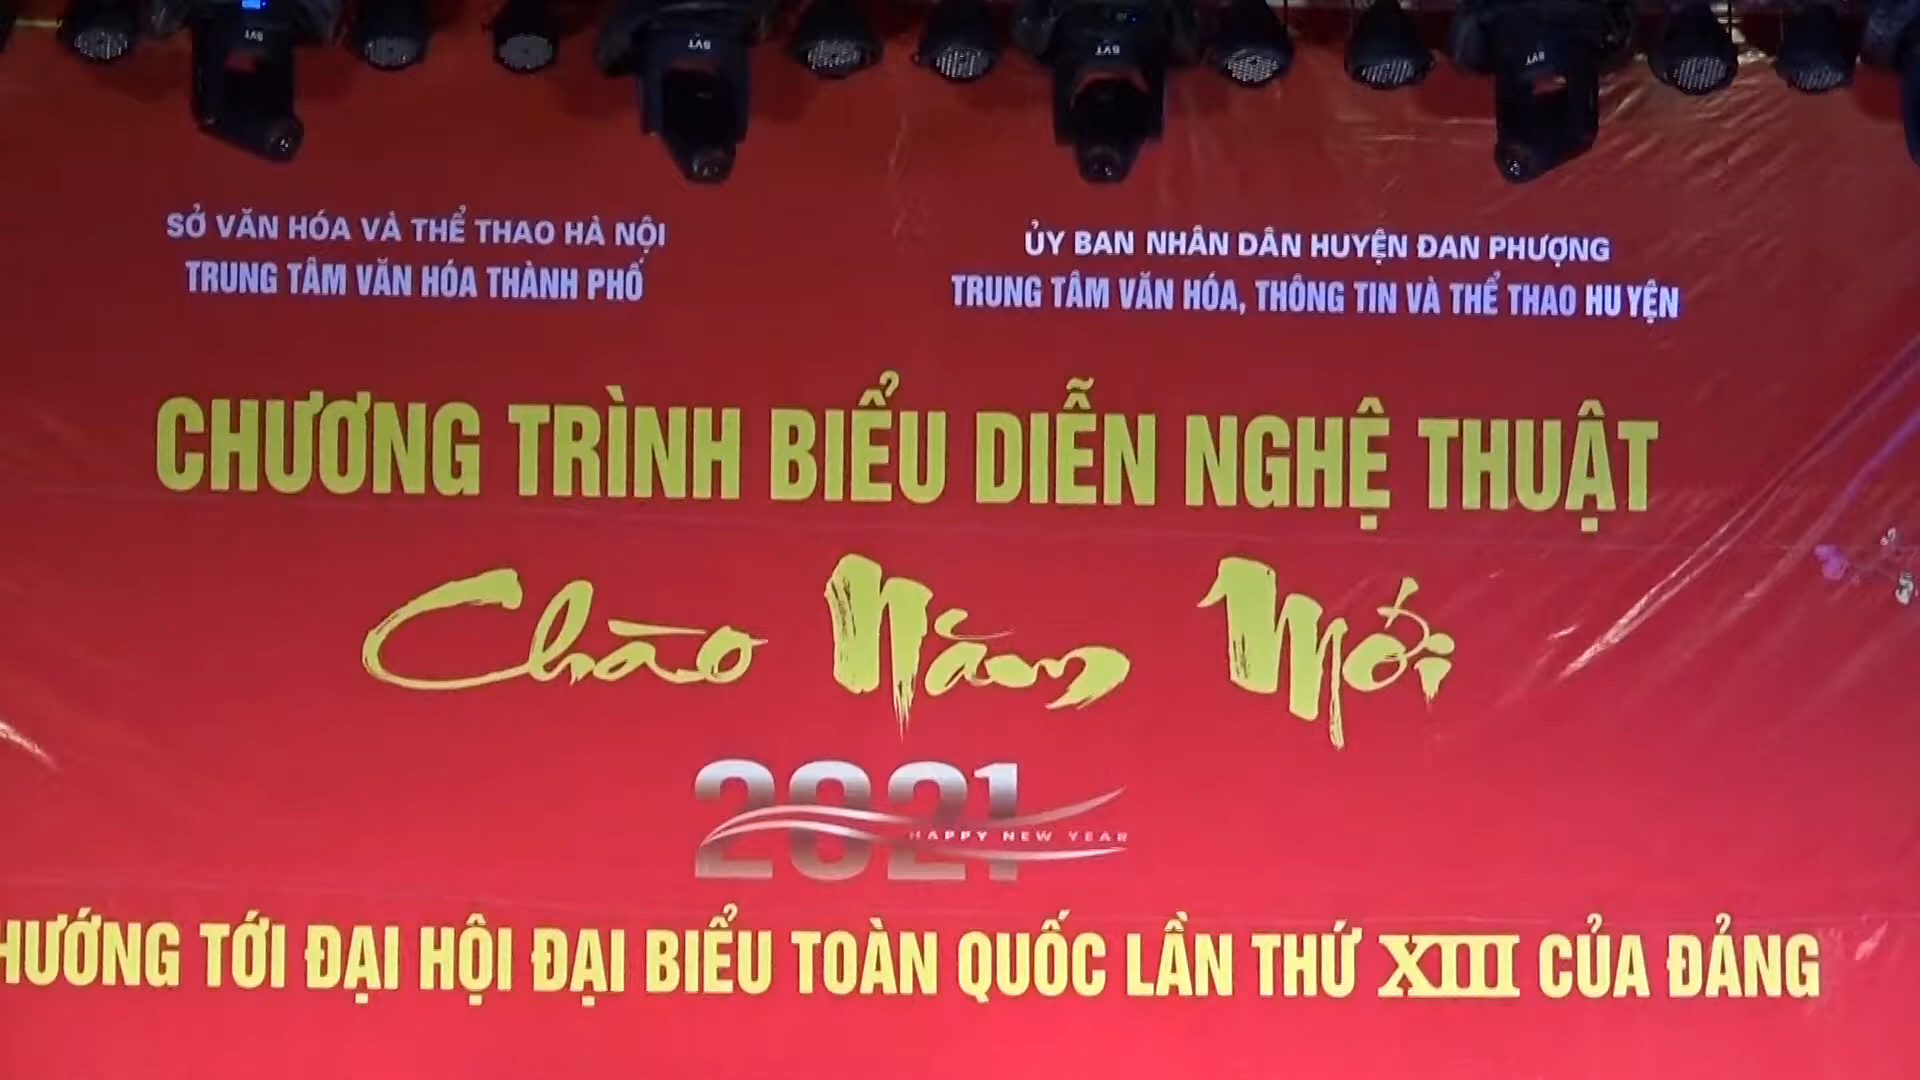 SỞ VĂN HÓA VÀ THỂ THAO HÀ NỘI
TRUNG TÂM VĂN HÓA THÀNH PHỐ
ỦY BAN NHÂN DÂN HUYỆN ĐAN PHƯỢNG
TRUNG TÂM VĂN HÓA, THÔNG TIN VÀ THỂ THAO HUYỆN
CHƯƠNG TRÌNH BIỂU DIỄN NGHỆ THUẬT
Chào Năm Mới
2021
HAPPY NEW YEAR
HƯỚNG TỚI ĐẠI HỘI ĐẠI BIỂU TOÀN QUỐC LẦN THỨ XIII CỦA ĐẢNG